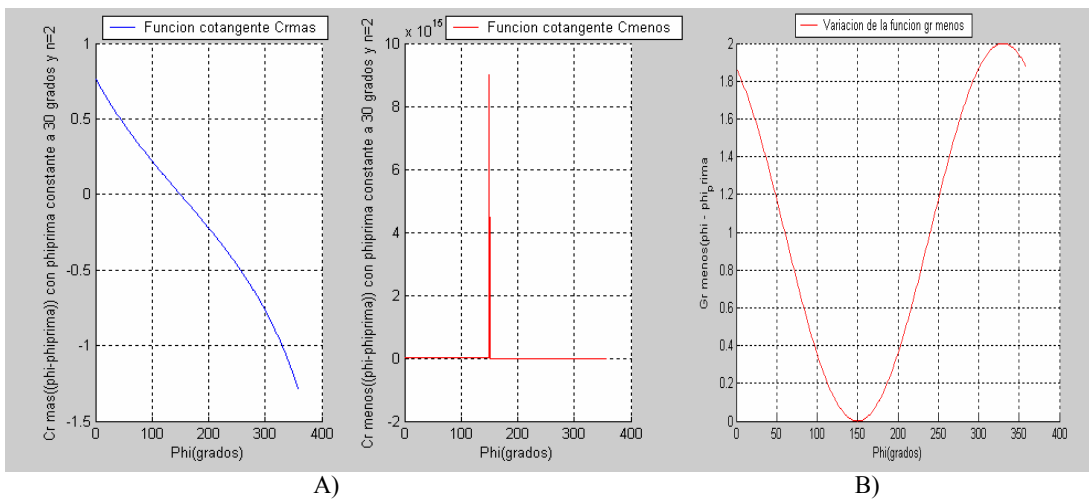 Funcion cotangente Crmas
Cr mas((phi-phiprima)) con phiprima constante a 30 grados y n=2
1
0.5
0
-0.5
-1
-1.5
0 100 200 300 400
Phi(grados)
Funcion cotangente Cmenos
x 10^15
Cr menos((phi-phiprima)) con phiprima constante a 30 grados y n=2
10
8
6
4
2
0
-2
0 100 200 300 400
Phi(grados)
A)
Variacion de la funcion gr menos
Gr menos(phi - phi_prima
2
1.8
1.6
1.4
1.2
1
0.8
0.6
0.4
0.2
0
0 50 100 150 200 250 300 350 400
Phi(grados)
B)